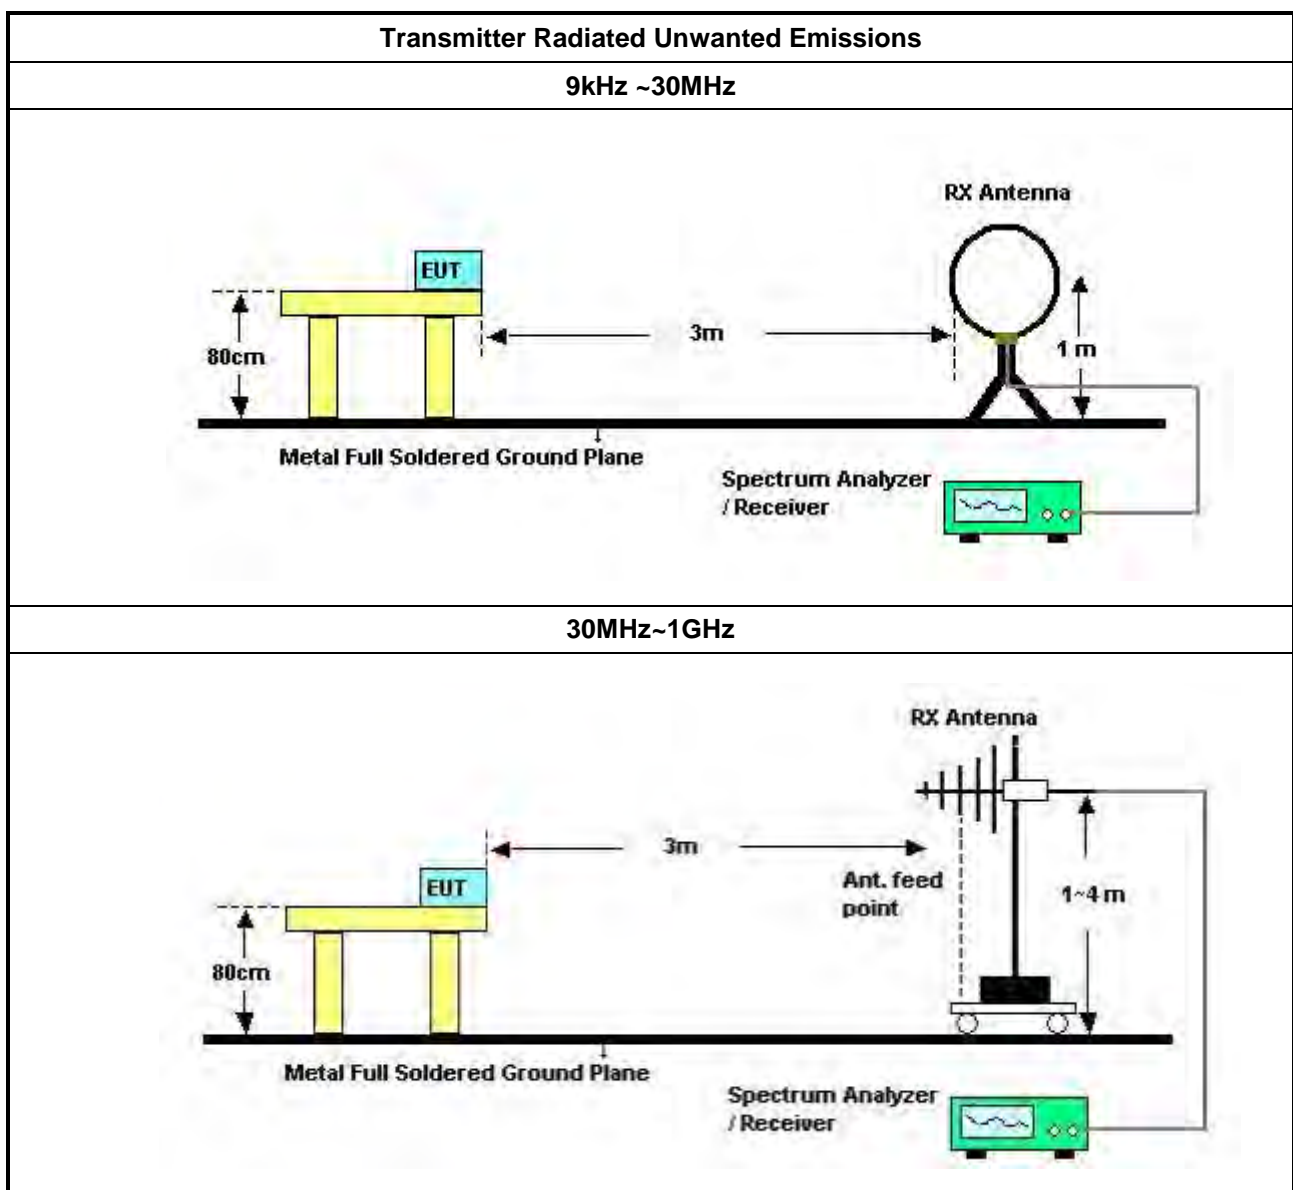 Transmitter Radiated Unwanted Emissions
9kHz ~30MHz
RX Antenna
EUT
3m
80cm
1 m
Metal Full Soldered Ground Plane
Spectrum Analyzer
/ Receiver
30MHz~1GHz
RX Antenna
3m
EUT
Ant. feed
point
1~4 m
80cm
Metal Full Soldered Ground Plane
Spectrum Analyzer
/ Receiver